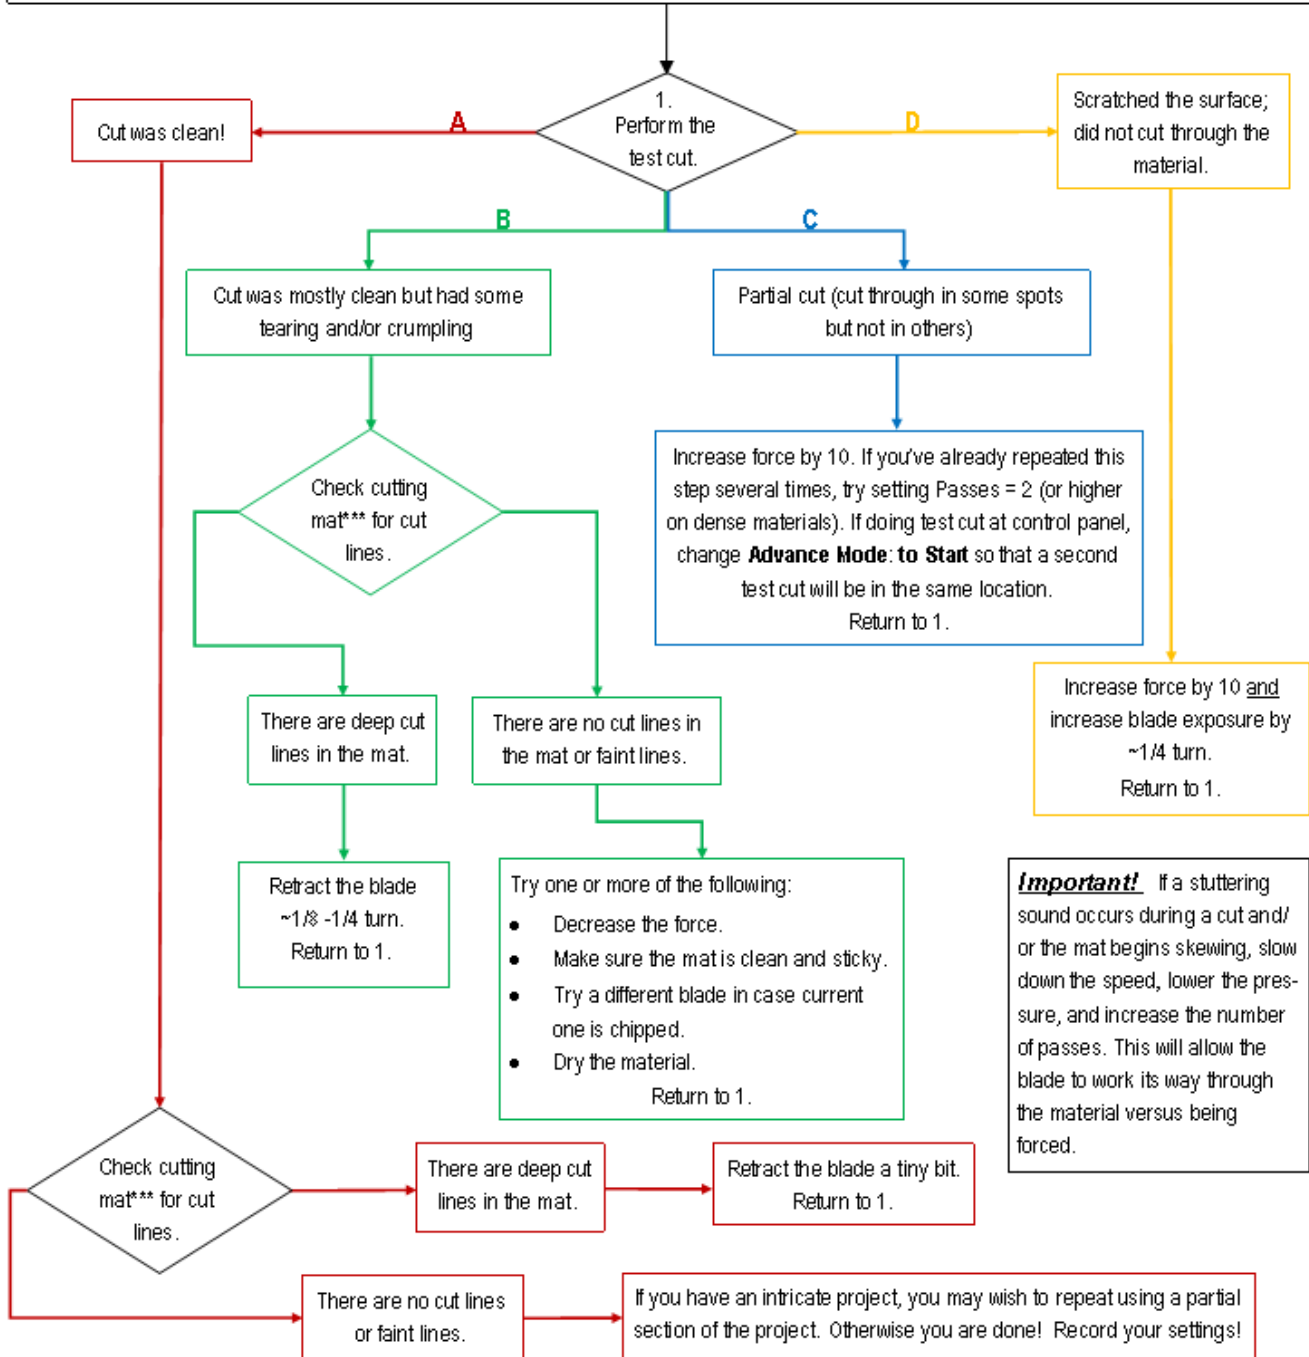 1.
Perform the
test cut.
A
Cut was clean!
D
Scratched the surface;
did not cut through the
material.
B
C
Cut was mostly clean but had some
tearing and/or crumpling
Partial cut (cut through in some spots
but not in others)
Check cutting
mat*** for cut
lines.
Increase force by 10. If you've already repeated this
step several times, try setting Passes = 2 (or higher
on dense materials). If doing test cut at control panel,
change Advance Mode: to Start so that a second
test cut will be in the same location.
Return to 1.
There are deep cut
lines in the mat.
There are no cut lines in
the mat or faint lines.
Increase force by 10 and
increase blade exposure by
~1/4 turn.
Return to 1.
Retract the blade
~1/8 -1/4 turn.
Return to 1.
Try one or more of the following:
● Decrease the force.
● Make sure the mat is clean and sticky.
● Try a different blade in case current
one is chipped.
● Dry the material.
Return to 1.
Important! If a stuttering
sound occurs during a cut and/
or the mat begins skewing, slow
down the speed, lower the pres-
sure, and increase the number
of passes. This will allow the
blade to work its way through
the material versus being
forced.
Check cutting
mat*** for cut
lines.
There are deep cut
lines in the mat.
Retract the blade a tiny bit.
Return to 1.
There are no cut lines
or faint lines.
If you have an intricate project, you may wish to repeat using a partial
section of the project. Otherwise you are done! Record your settings!